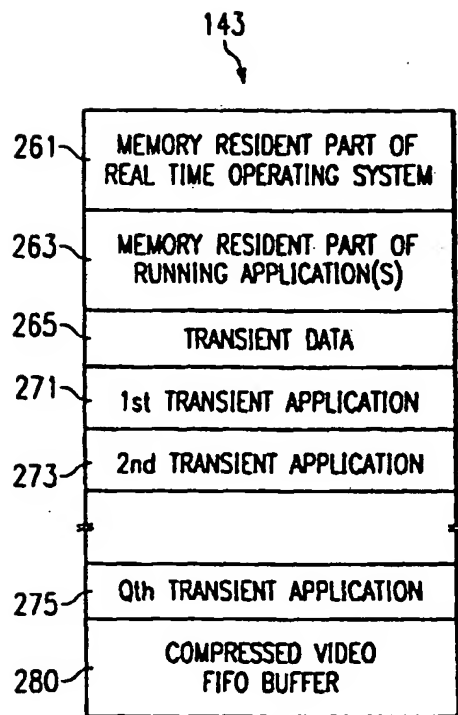 143
261
MEMORY RESIDENT PART OF
REAL TIME OPERATING SYSTEM
263
MEMORY RESIDENT PART OF
RUNNING APPLICATION(S)
265
TRANSIENT DATA
271
1st TRANSIENT APPLICATION
273
2nd TRANSIENT APPLICATION
275
Qth TRANSIENT APPLICATION
280
COMPRESSED VIDEO
FIFO BUFFER